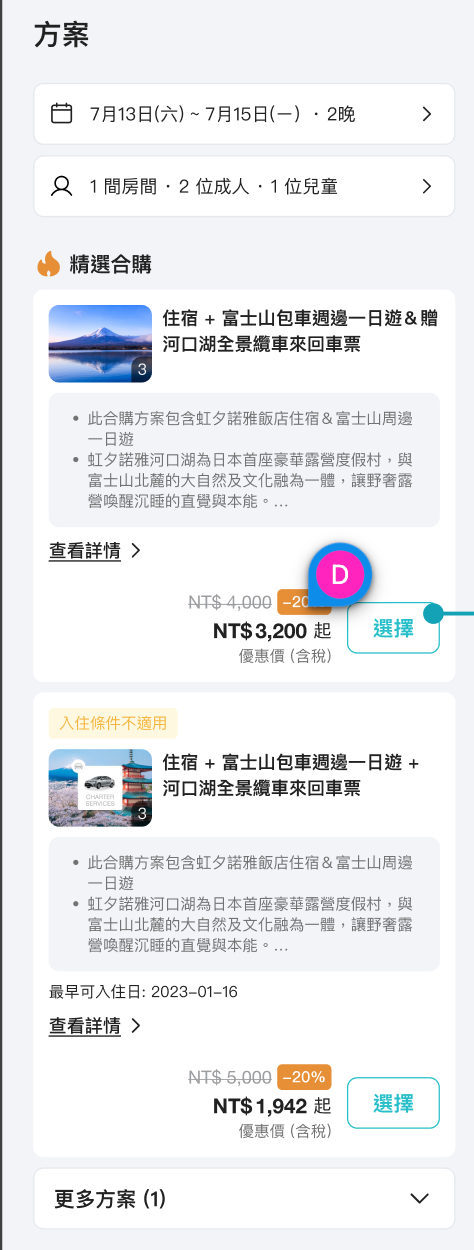 方案
7月13日(六) ~ 7月15日(一) · 2晚
1 間房間 · 2 位成人 · 1 位兒童
精選合購
住宿 + 富士山包車週邊一日遊＆贈
河口湖全景纜車來回車票
3
• 此合購方案包含虹夕諾雅飯店住宿＆富士山周邊
一日遊
• 虹夕諾雅河口湖為日本首座豪華露營度假村，與
富士山北麓的大自然及文化融為一體，讓野奢露
營喚醒沉睡的直覺與本能。...
查看詳情
D
NT$ 4,000 -20
NT$ 3,200 起
選擇
優惠價 (含稅)
入住條件不適用
住宿 + 富士山包車週邊一日遊 +
河口湖全景纜車來回車票
CHARTER
SERVICES
3
• 此合購方案包含虹夕諾雅飯店住宿＆富士山周邊
一日遊
• 虹夕諾雅河口湖為日本首座豪華露營度假村，與
富士山北麓的大自然及文化融為一體，讓野奢露
營喚醒沉睡的直覺與本能。...
最早可入住日: 2023-01-16
查看詳情
NT$ 5,000 -20%
NT$ 1,942 起
選擇
優惠價 (含稅)
更多方案 (1)